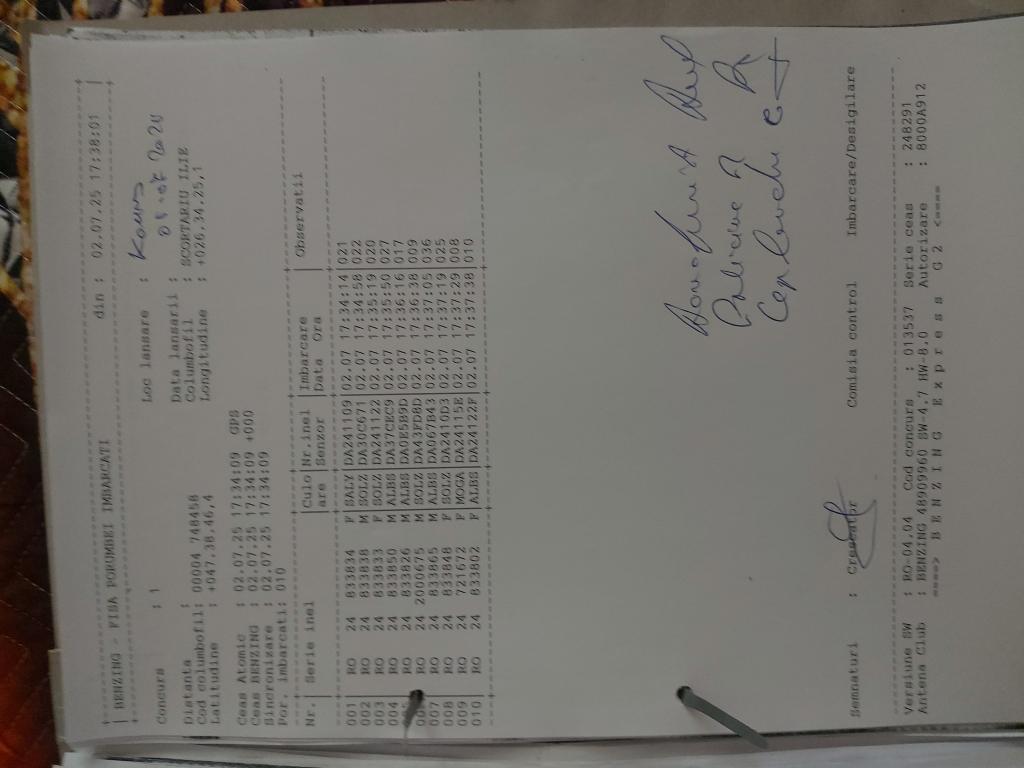 | BENZING - FISA PORUMBEI IMBARCATI din : 02.07.25 17:38:01 |
Concurs : 1 Loc lansare :
Distanta : Data lansarii :
Cod columbofil: 00004 748458 Columbofil : SCORTARIU ILIE
Latitudine : +047.38.46,4 Longitudine : +026.34.25,1
Ceas Atomic : 02.07.25 17:34:09 GPS
Ceas BENZING : 02.07.25 17:34:09 +000
Sincronizare : 02.07.25 17:34:09
Por. imbarcati: 010
Nr. Serie inel Culo Nr.inel Imbarcare Observatii
are Senzor Data Ora
001 RO 24 833834 F SALY DA241109 02.07 17:34:14 021
002 RO 24 833838 M SOLZ DA30C671 02.07 17:34:58 022
003 RO 24 833833 F SOLZ DA241122 02.07 17:35:19 020
004 RO 24 833850 M ALBS DA37CEC9 02.07 17:35:50 027
RO 24 833826 M ALBS DA0E5B9D 02.07 17:36:16 017
RO 24 2000675 M SOLZ DA43FD8D 02.07 17:36:38 009
007 RO 24 833865 M ALBS DA067B43 02.07 17:37:05 036
008 RO 24 833848 F SOLZ DA2410D3 02.07 17:37:19 025
009 RO 24 721672 F MOGA DA24115E 02.07 17:37:29 008
010 RO 24 833802 F ALBS DA24122F 02.07 17:37:38 010
Semnaturi : Crescator Comisia control Imbarcare/Desigilare
Versiune SW : RO-04.04 Cod concurs : 013537 Serie ceas : 248291
Antena Club : BENZING 48909960 SW-4,7 HW-8,0 Autorizare : 8000A912
===> B E N Z I N G E x p r e s s G 2 <===